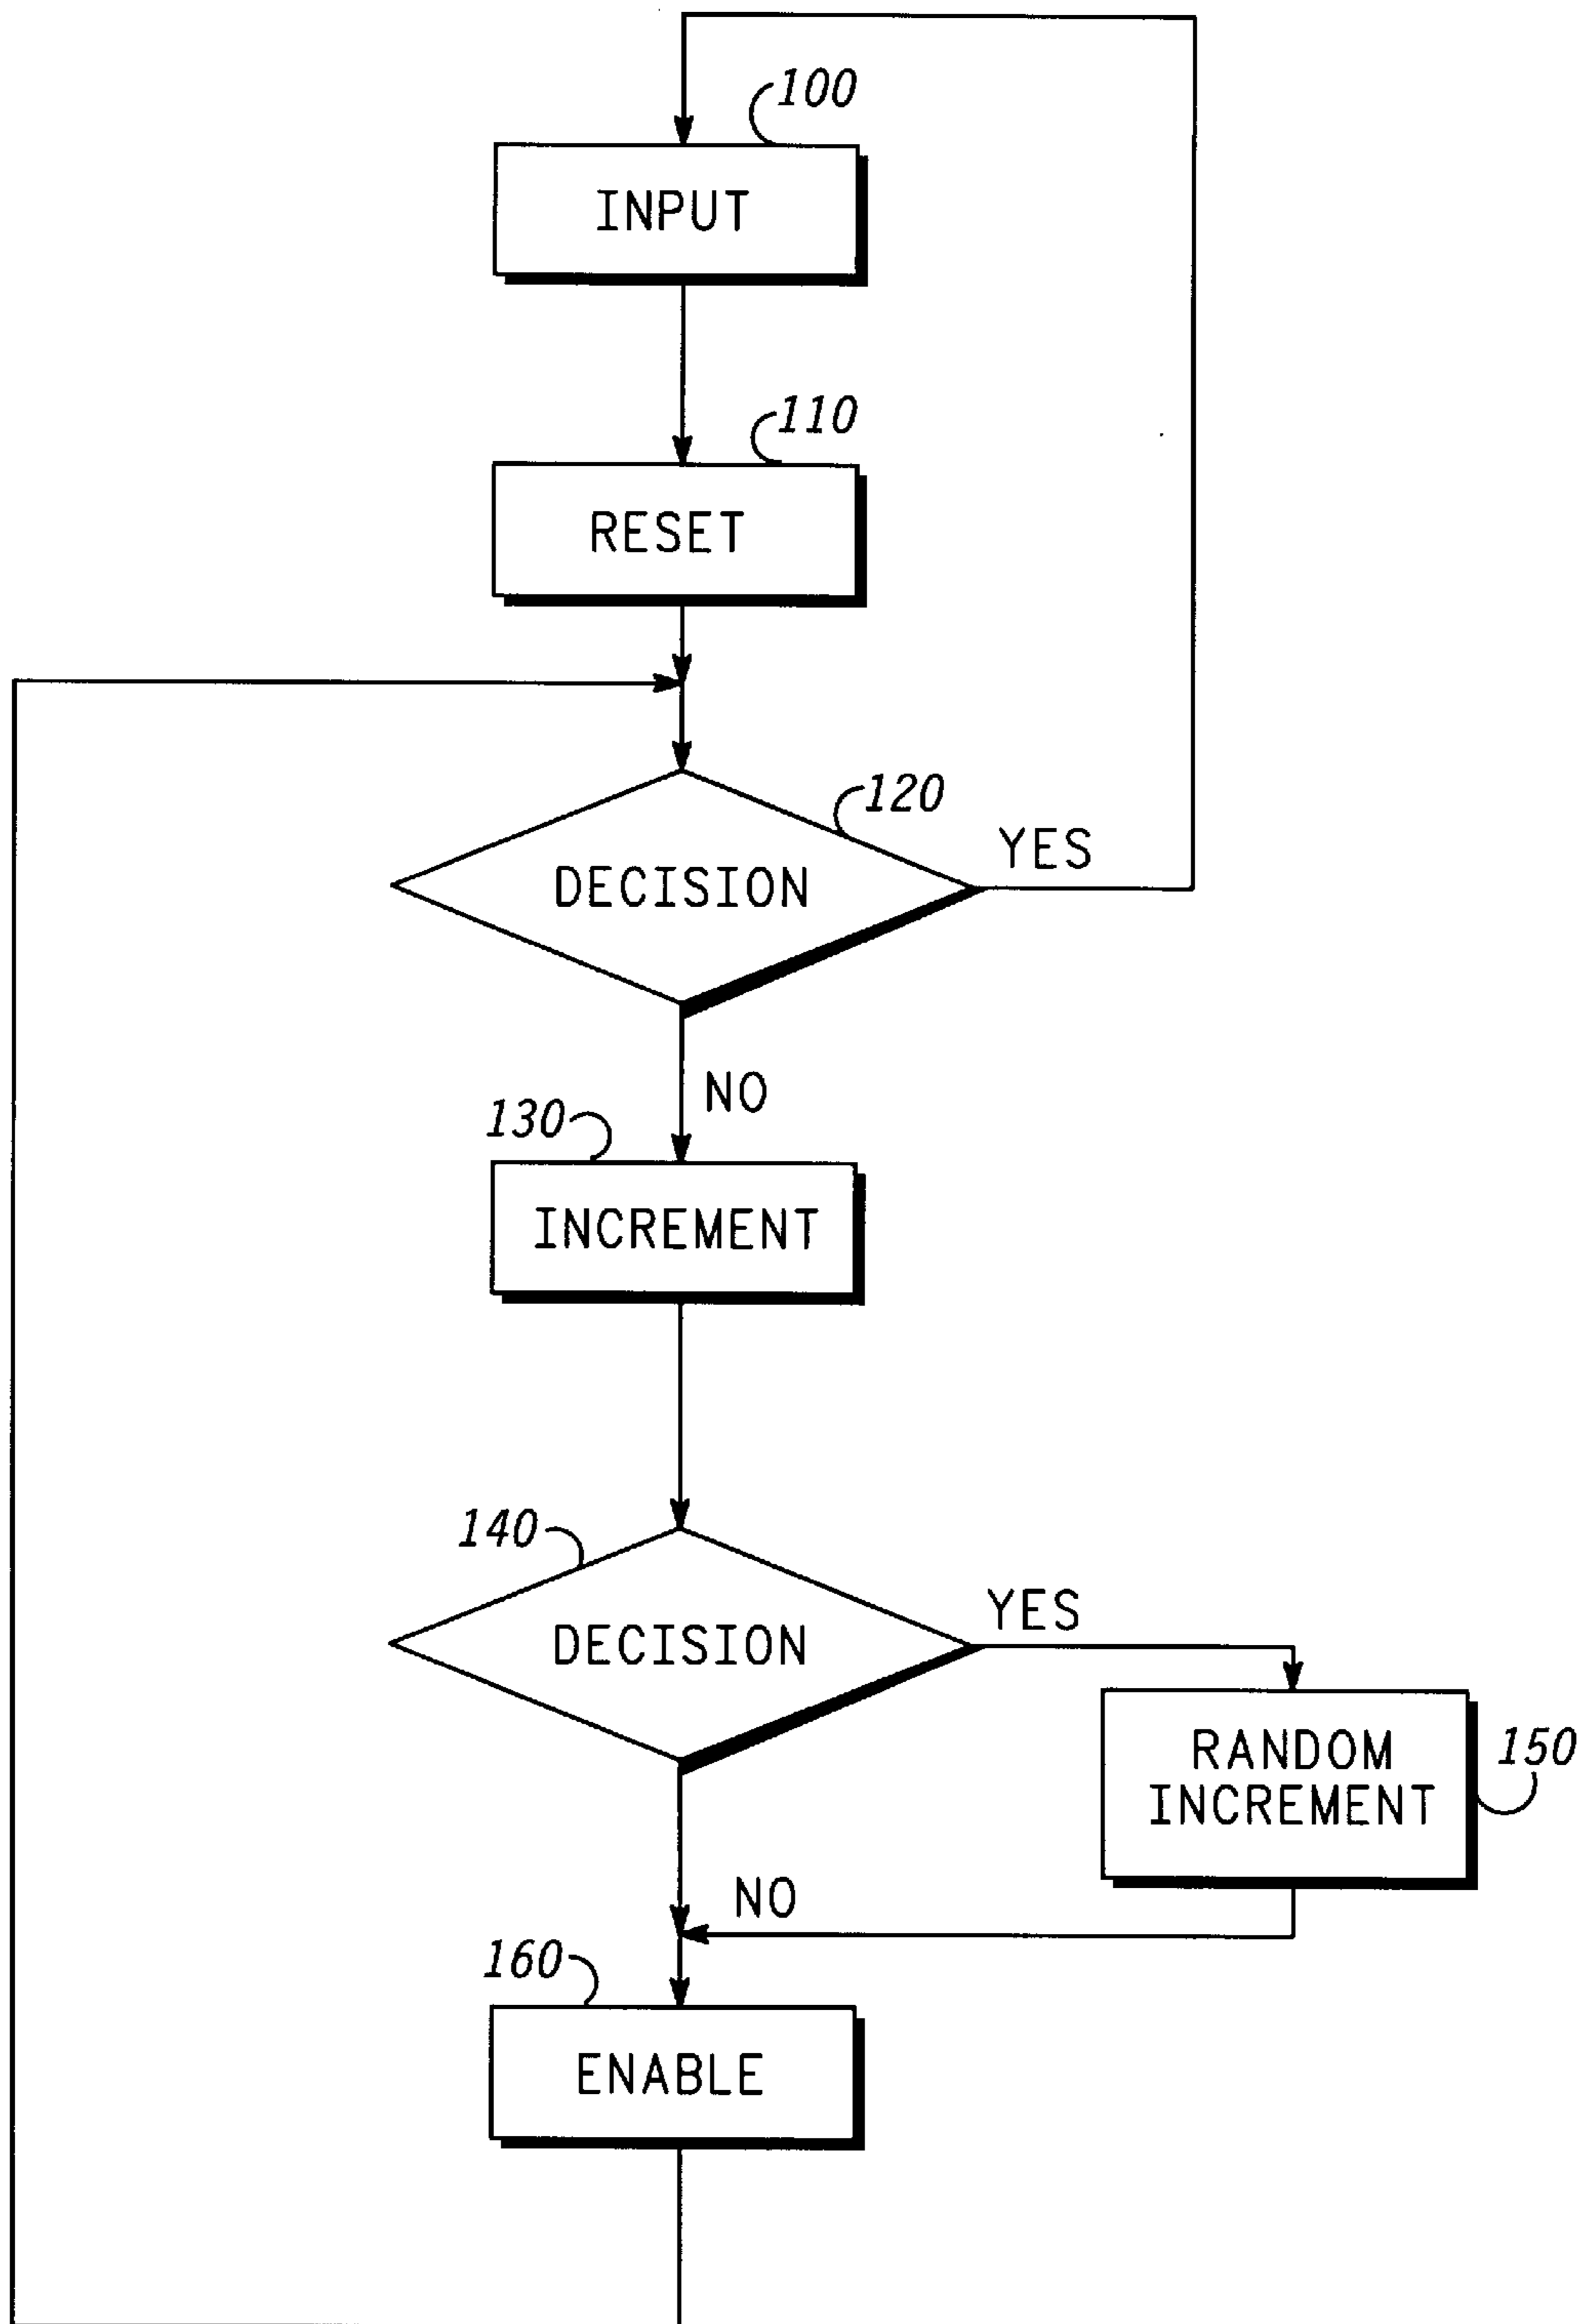 100
INPUT
110
RESET
120
YES
DECISION
NO
130
INCREMENT
140
YES
DECISION
RANDOM
INCREMENT
150
NO
160
ENABLE